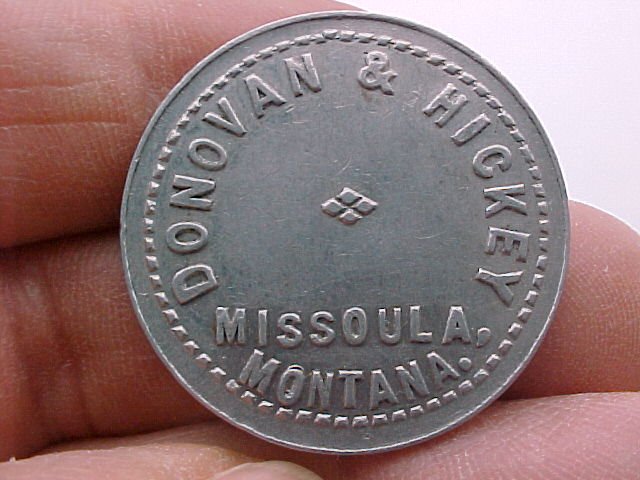 DONOVAN & HICKEY
MISSOULA,
MONTANA.